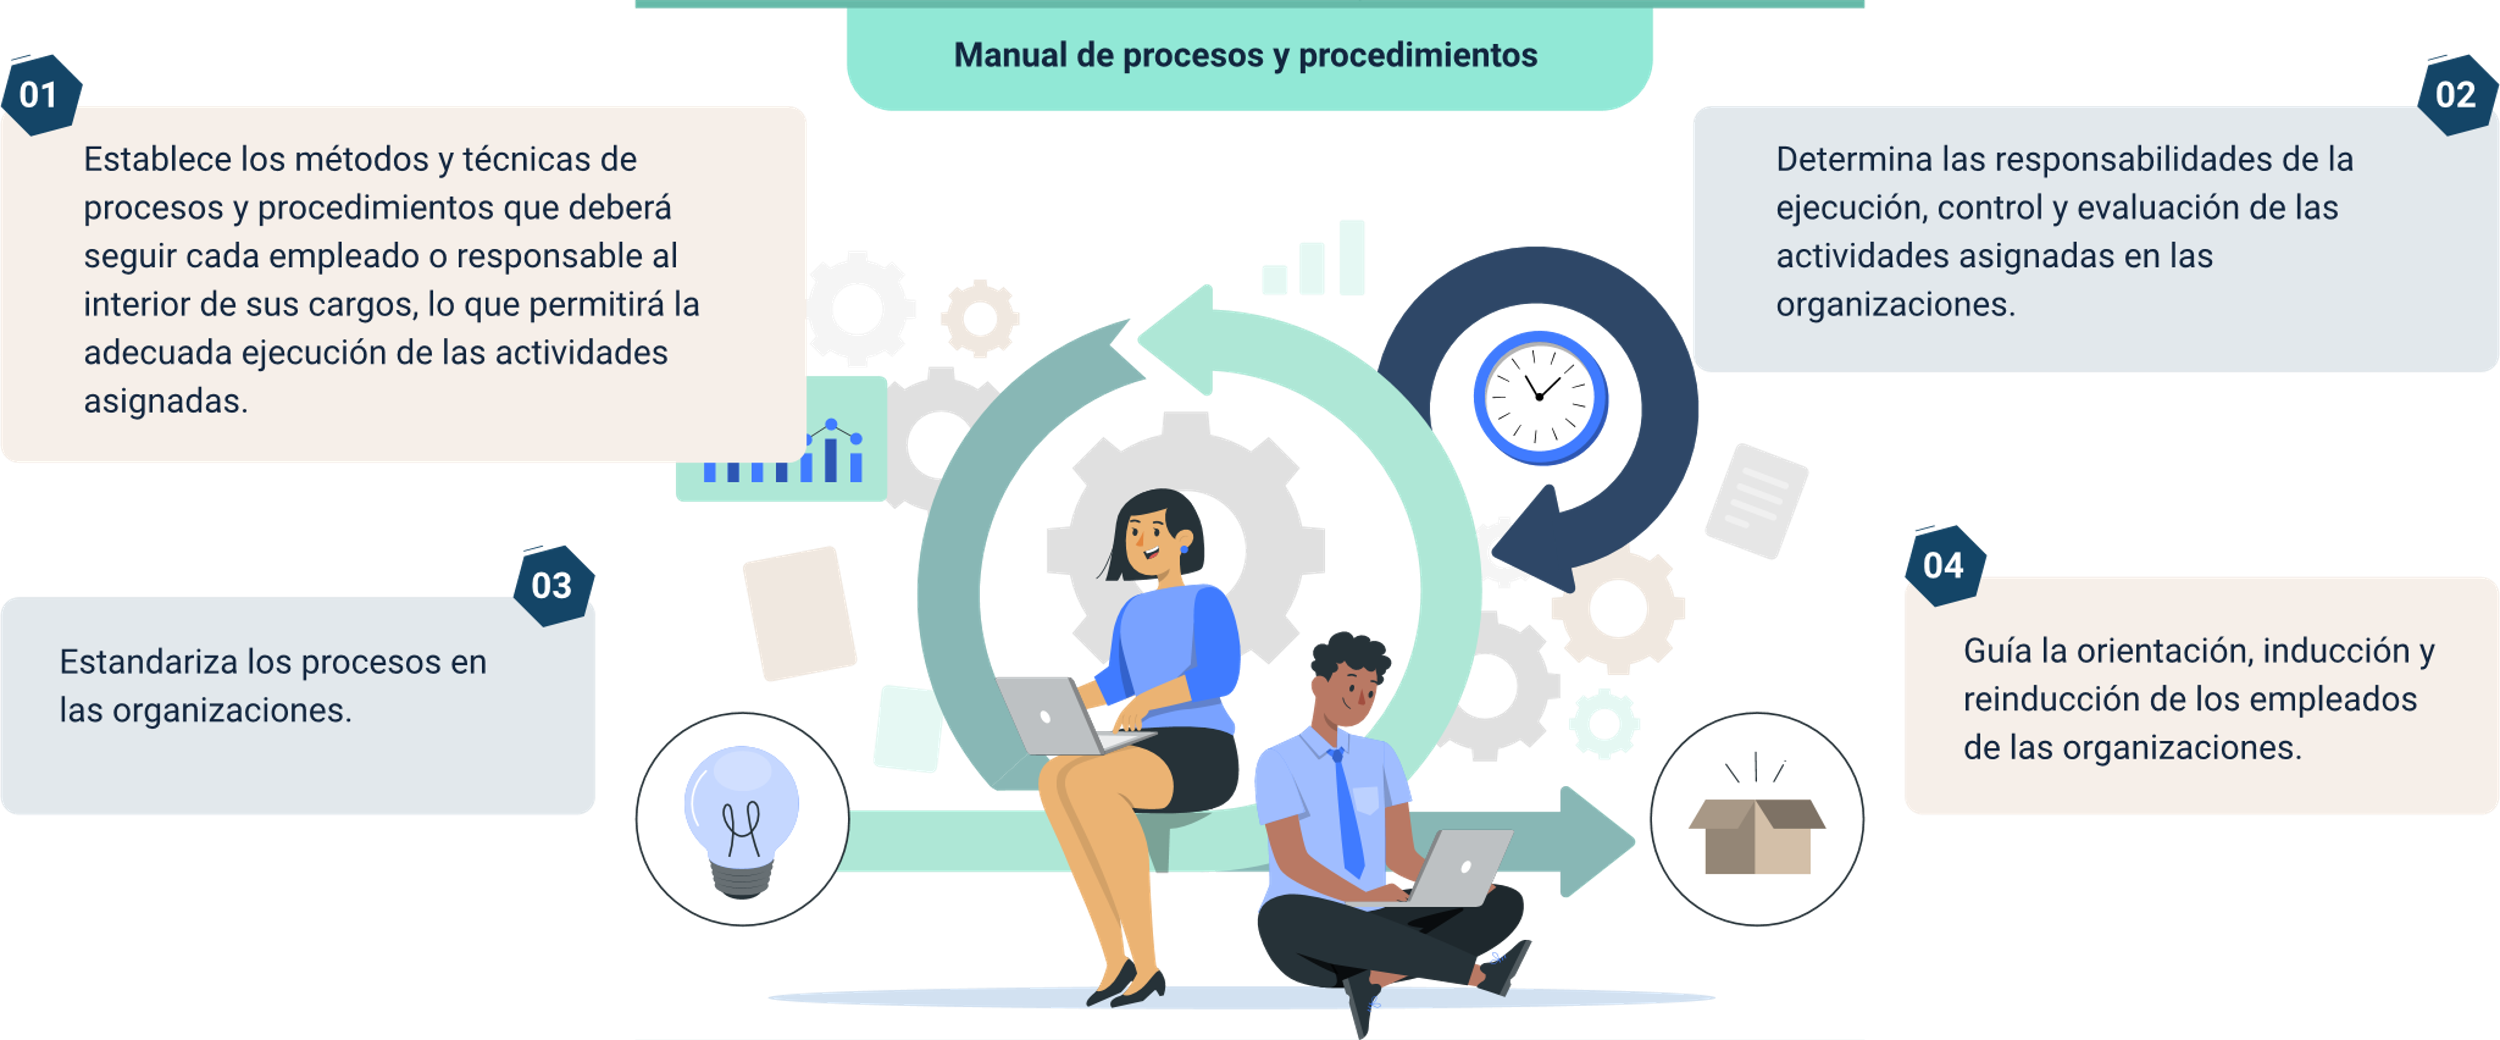 Manual de procesos y procedimientos
01
Establece los métodos y técnicas de
procesos y procedimientos que deberá
seguir cada empleado o responsable al
interior de sus cargos, lo que permitirá la
adecuada ejecución de las actividades
asignadas.
02
Determina las responsabilidades de la
ejecución, control y evaluación de las
actividades asignadas en las
organizaciones.
03
Estandariza los procesos en
las organizaciones.
04
Guía la orientación, inducción y
reinducción de los empleados
de las organizaciones.